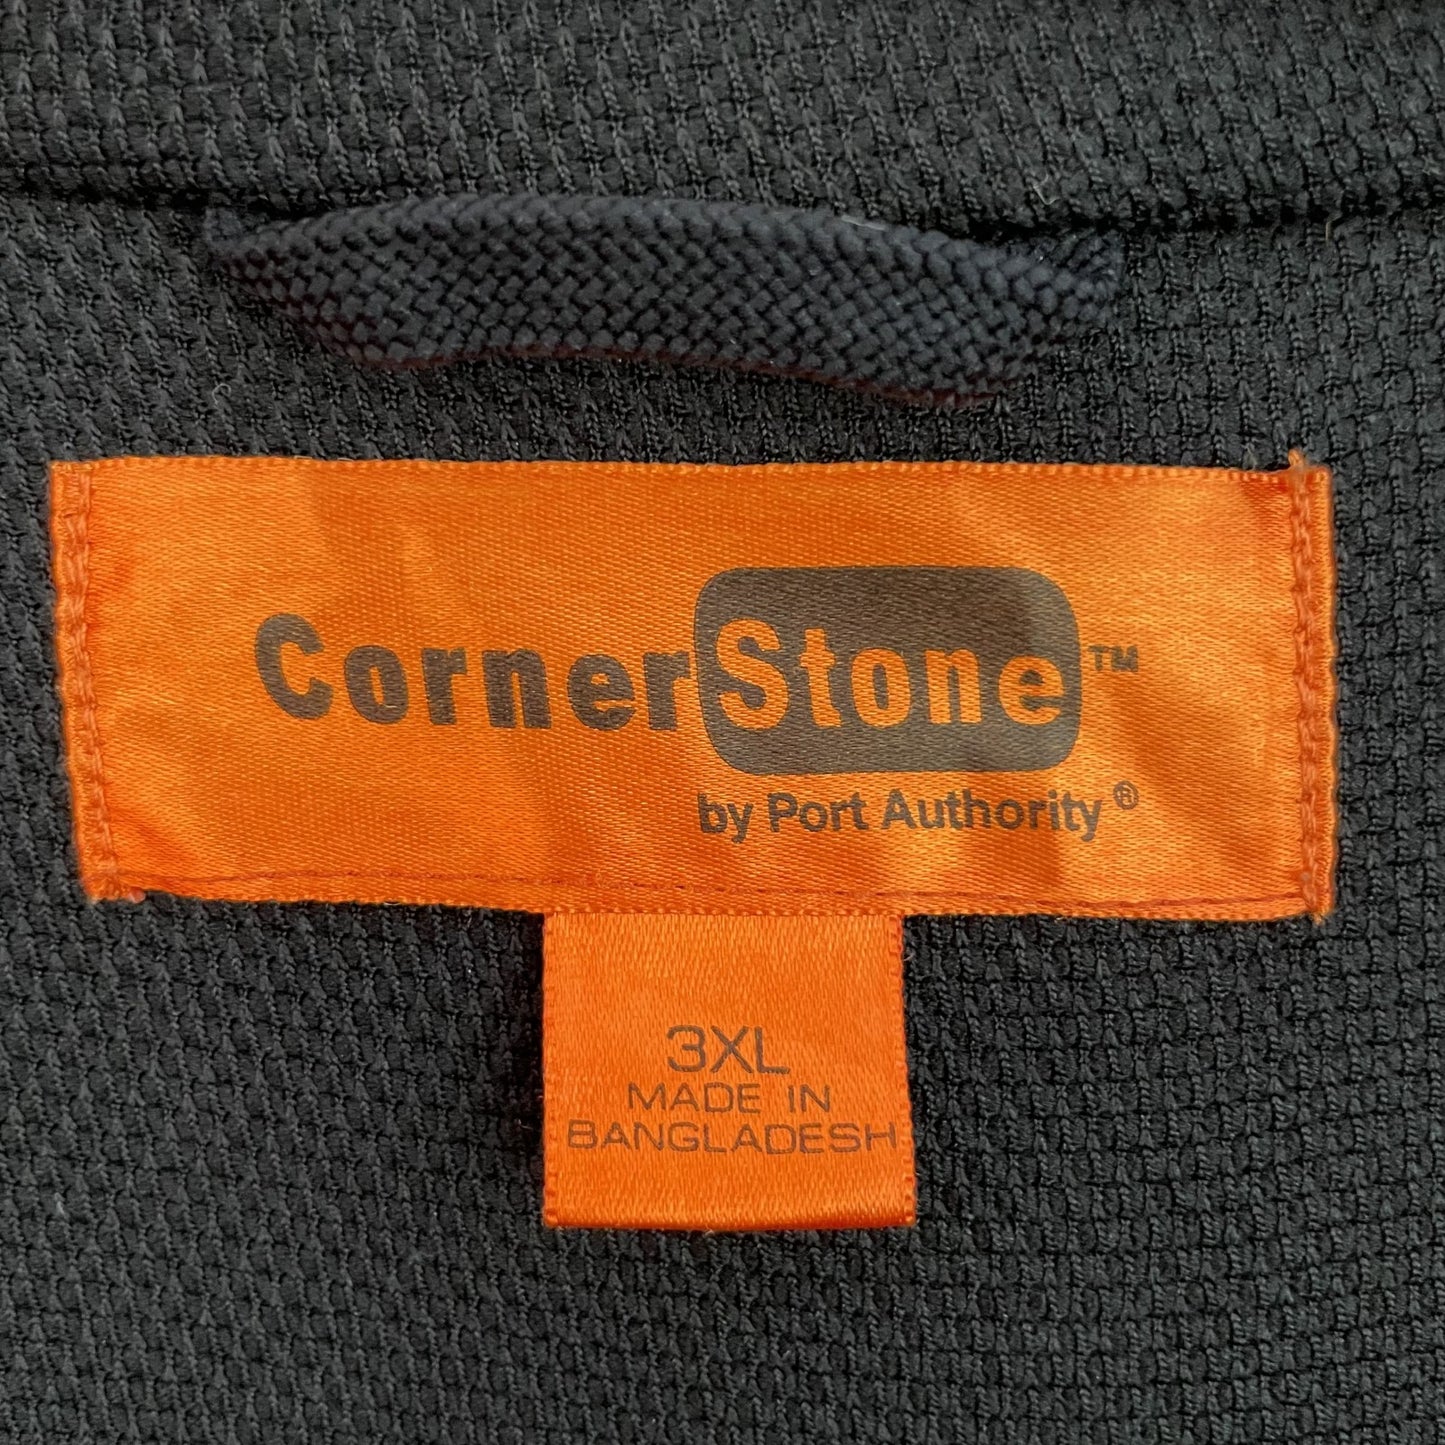 CornerStone™
by Port Authority®
3XL
MADE IN
BANGLADESH